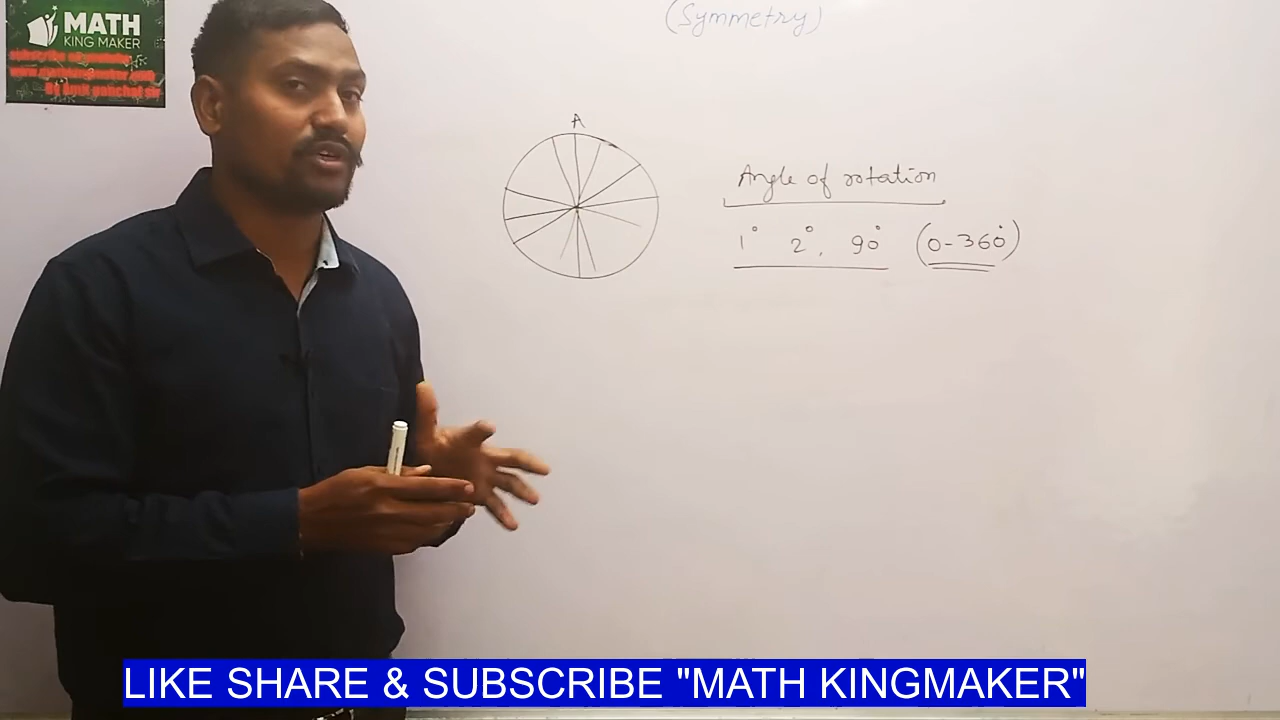 MATH
KING MAKER
(Symmetry)
A
Angle of rotation
1° 2°, 90° (0-360°)
LIKE SHARE & SUBSCRIBE "MATH KINGMAKER"